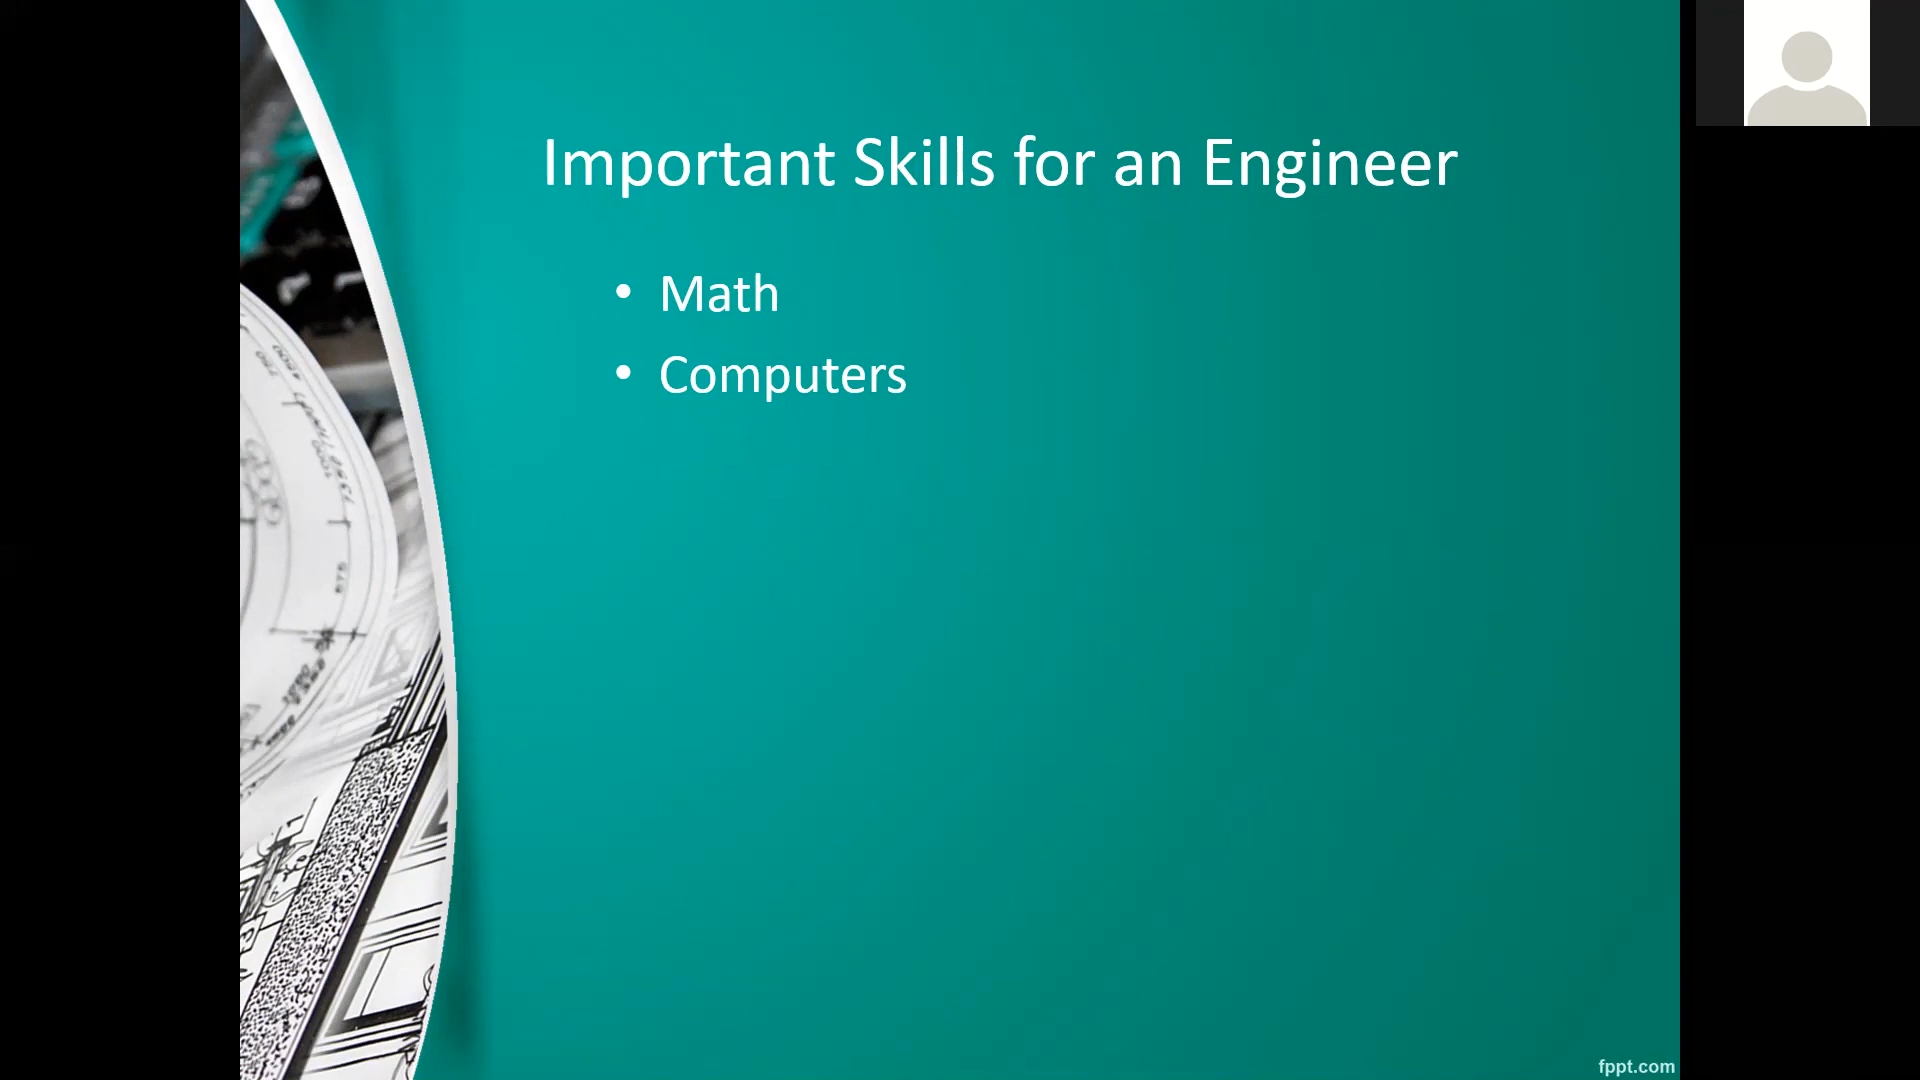 Important Skills for an Engineer
• Math
• Computers
fppt.com